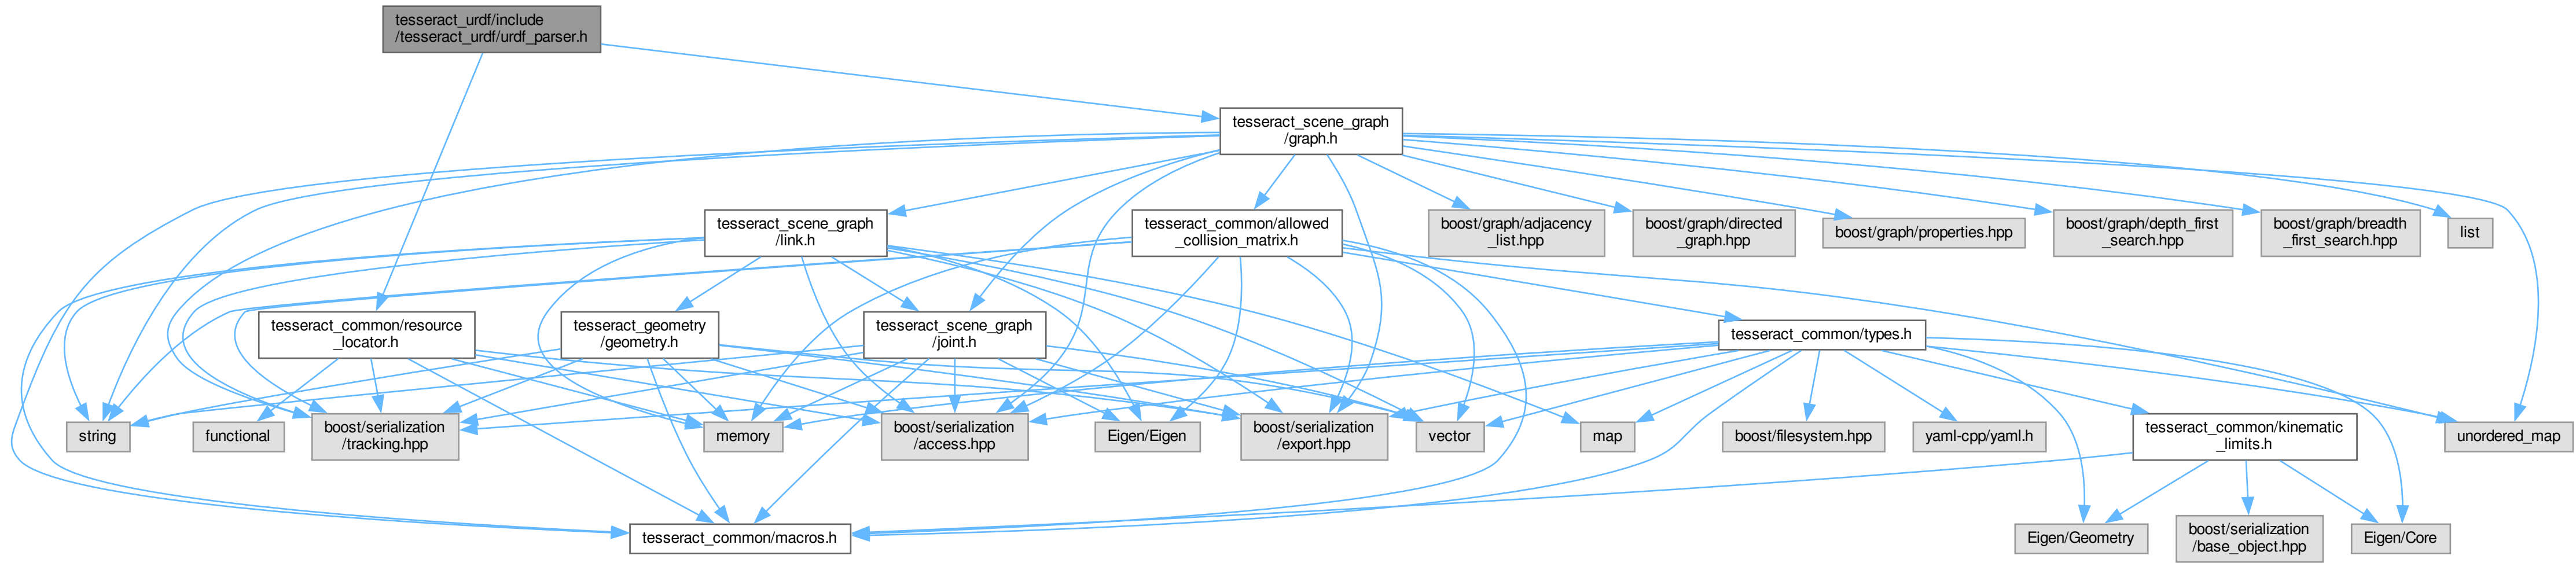 tesseract_urdf/include
/tesseract_urdf/urdf_parser.h
tesseract_scene_graph
/graph.h
tesseract_scene_graph
/link.h
tesseract_common/allowed
_collision_matrix.h
boost/graph/adjacency
_list.hpp
boost/graph/directed
_graph.hpp
boost/graph/properties.hpp
boost/graph/depth_first
_search.hpp
boost/graph/breadth
_first_search.hpp
list
tesseract_common/resource
_locator.h
tesseract_geometry
/geometry.h
tesseract_scene_graph
/joint.h
tesseract_common/types.h
string
functional
boost/serialization
/tracking.hpp
memory
boost/serialization
/access.hpp
Eigen/Eigen
boost/serialization
/export.hpp
vector
map
boost/filesystem.hpp
yaml-cpp/yaml.h
tesseract_common/kinematic
_limits.h
unordered_map
tesseract_common/macros.h
Eigen/Geometry
boost/serialization
/base_object.hpp
Eigen/Core